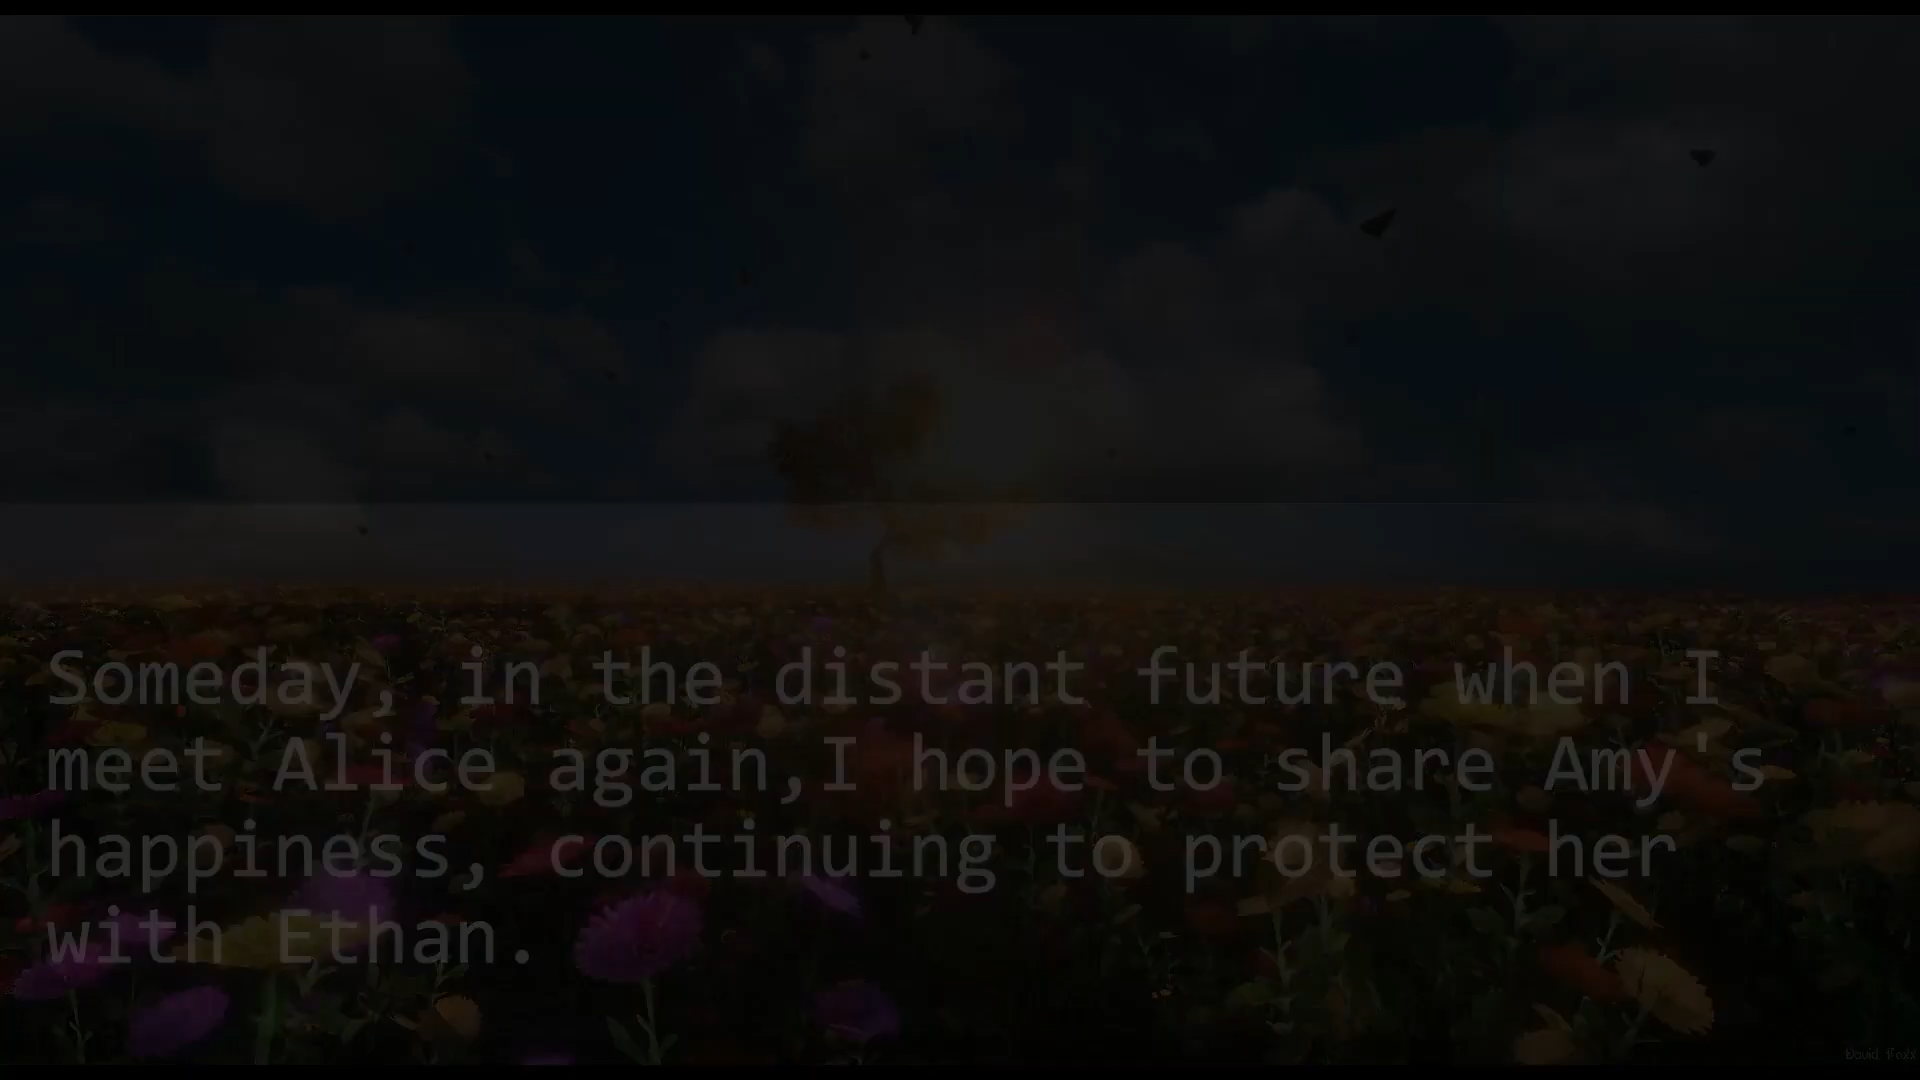 Someday, in the distant future when I
meet Alice again,I hope to share Amy's
happiness, continuing to protect her
with Ethan.